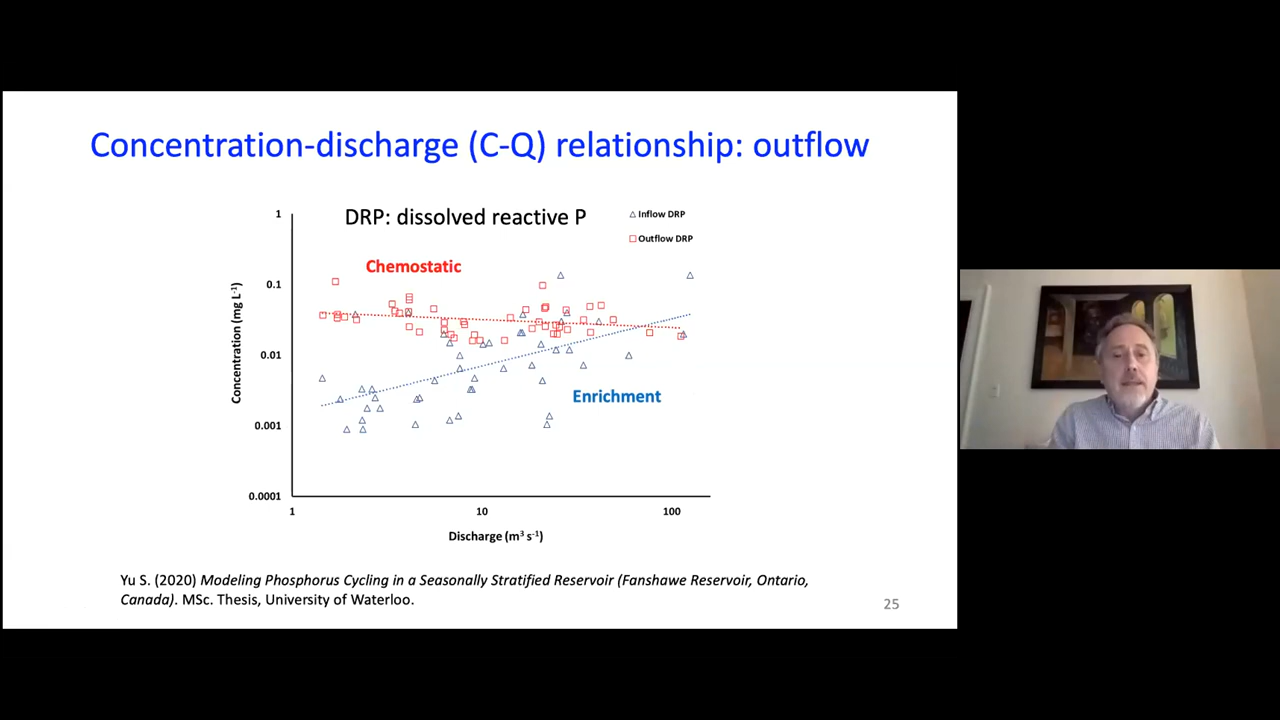 Concentration-discharge (C-Q) relationship: outflow
DRP: dissolved reactive P
Inflow DRP
Outflow DRP
Chemostatic
Enrichment
Concentration (mg L-1)
1
0.1
0.01
0.001
0.0001
1
10
100
Discharge (m3 s-1)
Yu S. (2020) Modeling Phosphorus Cycling in a Seasonally Stratified Reservoir (Fanshawe Reservoir, Ontario,
Canada). MSc. Thesis, University of Waterloo.
25